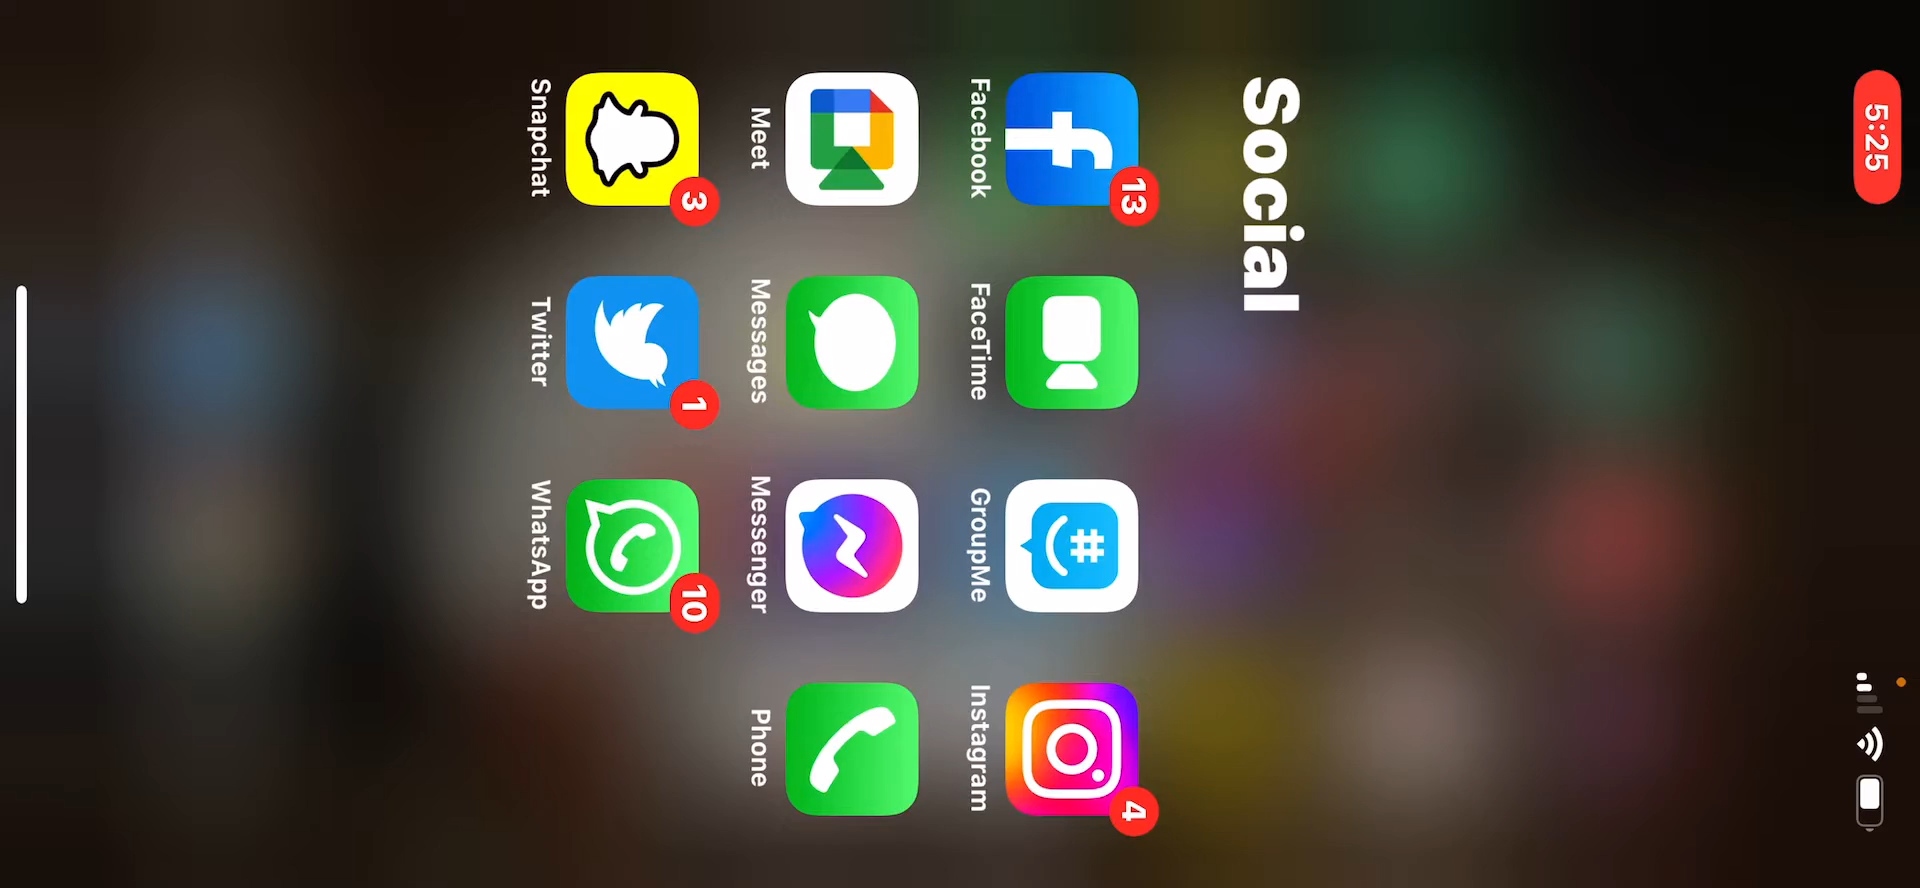 5:25
Social
13
4
Facebook
FaceTime
GroupMe
Instagram
Meet
Messages
Messenger
Phone
3
1
10
Snapchat
Twitter
WhatsApp